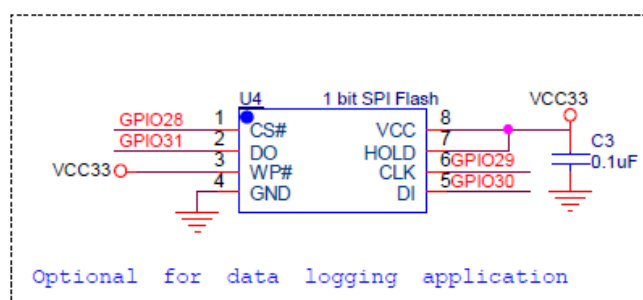 U4 1 bit SPI Flash VCC33
GPIO28 1 CS# VCC 8
GPIO31 2 DO HOLD 7 C3
VCC33 3 WP# CLK 6 GPIO29 0.1uF
4 GND DI 5 GPIO30
Optional for data logging application